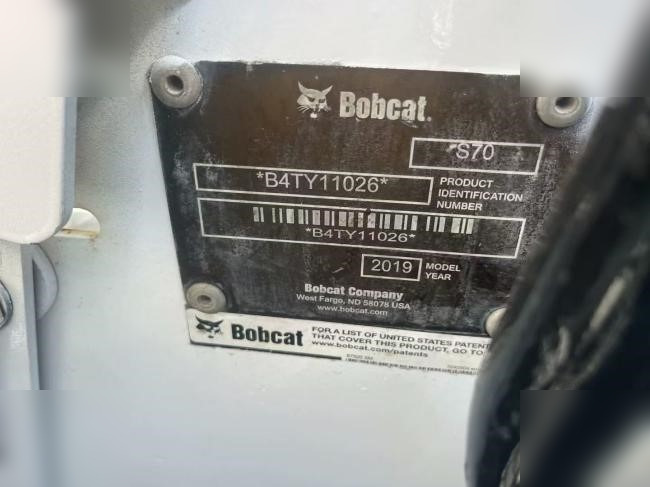 Bobcat.
S70
*B4TY11026*
PRODUCT
IDENTIFICATION
NUMBER
*B4TY11026*
2019 MODEL
YEAR
Bobcat Company
West Fargo, ND 58078 USA
www.bobcat.com
Bobcat
FOR A LIST OF UNITED STATES PATENT
THAT COVER THIS PRODUCT, GO TO
www.bobcat.com/patents